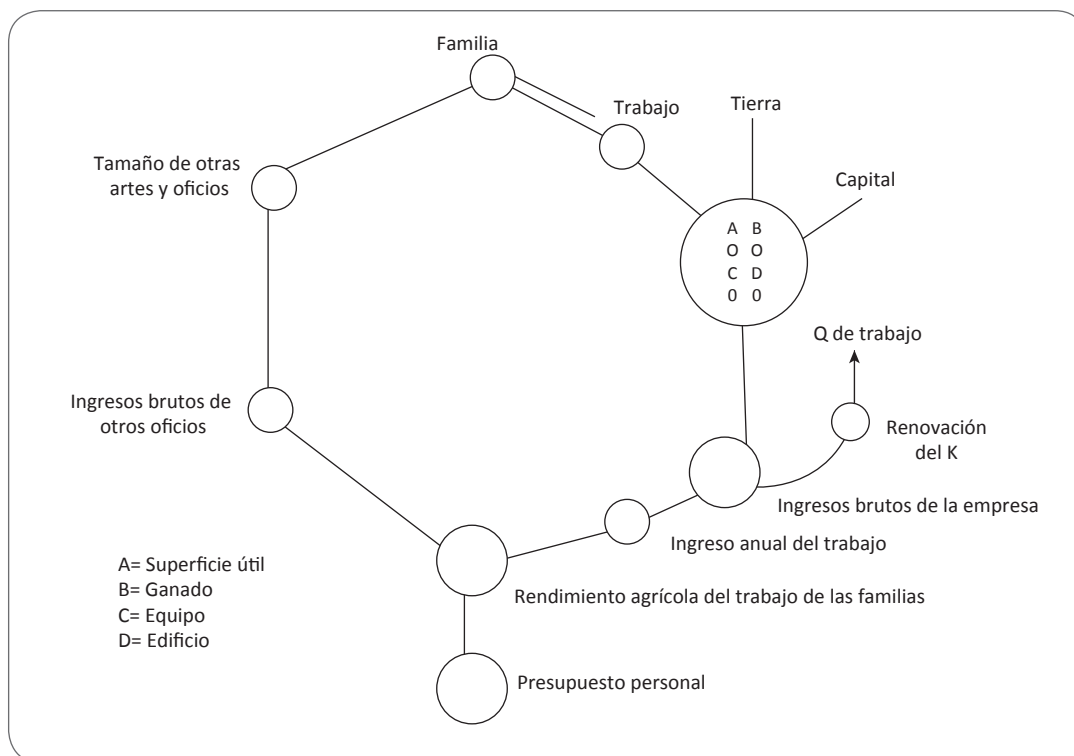 Familia
Trabajo
Tierra
Tamaño de otras
artes y oficios
Capital
A B
O O
C D
0 0
Q de trabajo
Ingresos brutos de
otros oficios
Renovación
del K
Ingresos brutos de la empresa
Ingreso anual del trabajo
A= Superficie útil
B= Ganado
C= Equipo
D= Edificio
Rendimiento agrícola del trabajo de las familias
Presupuesto personal